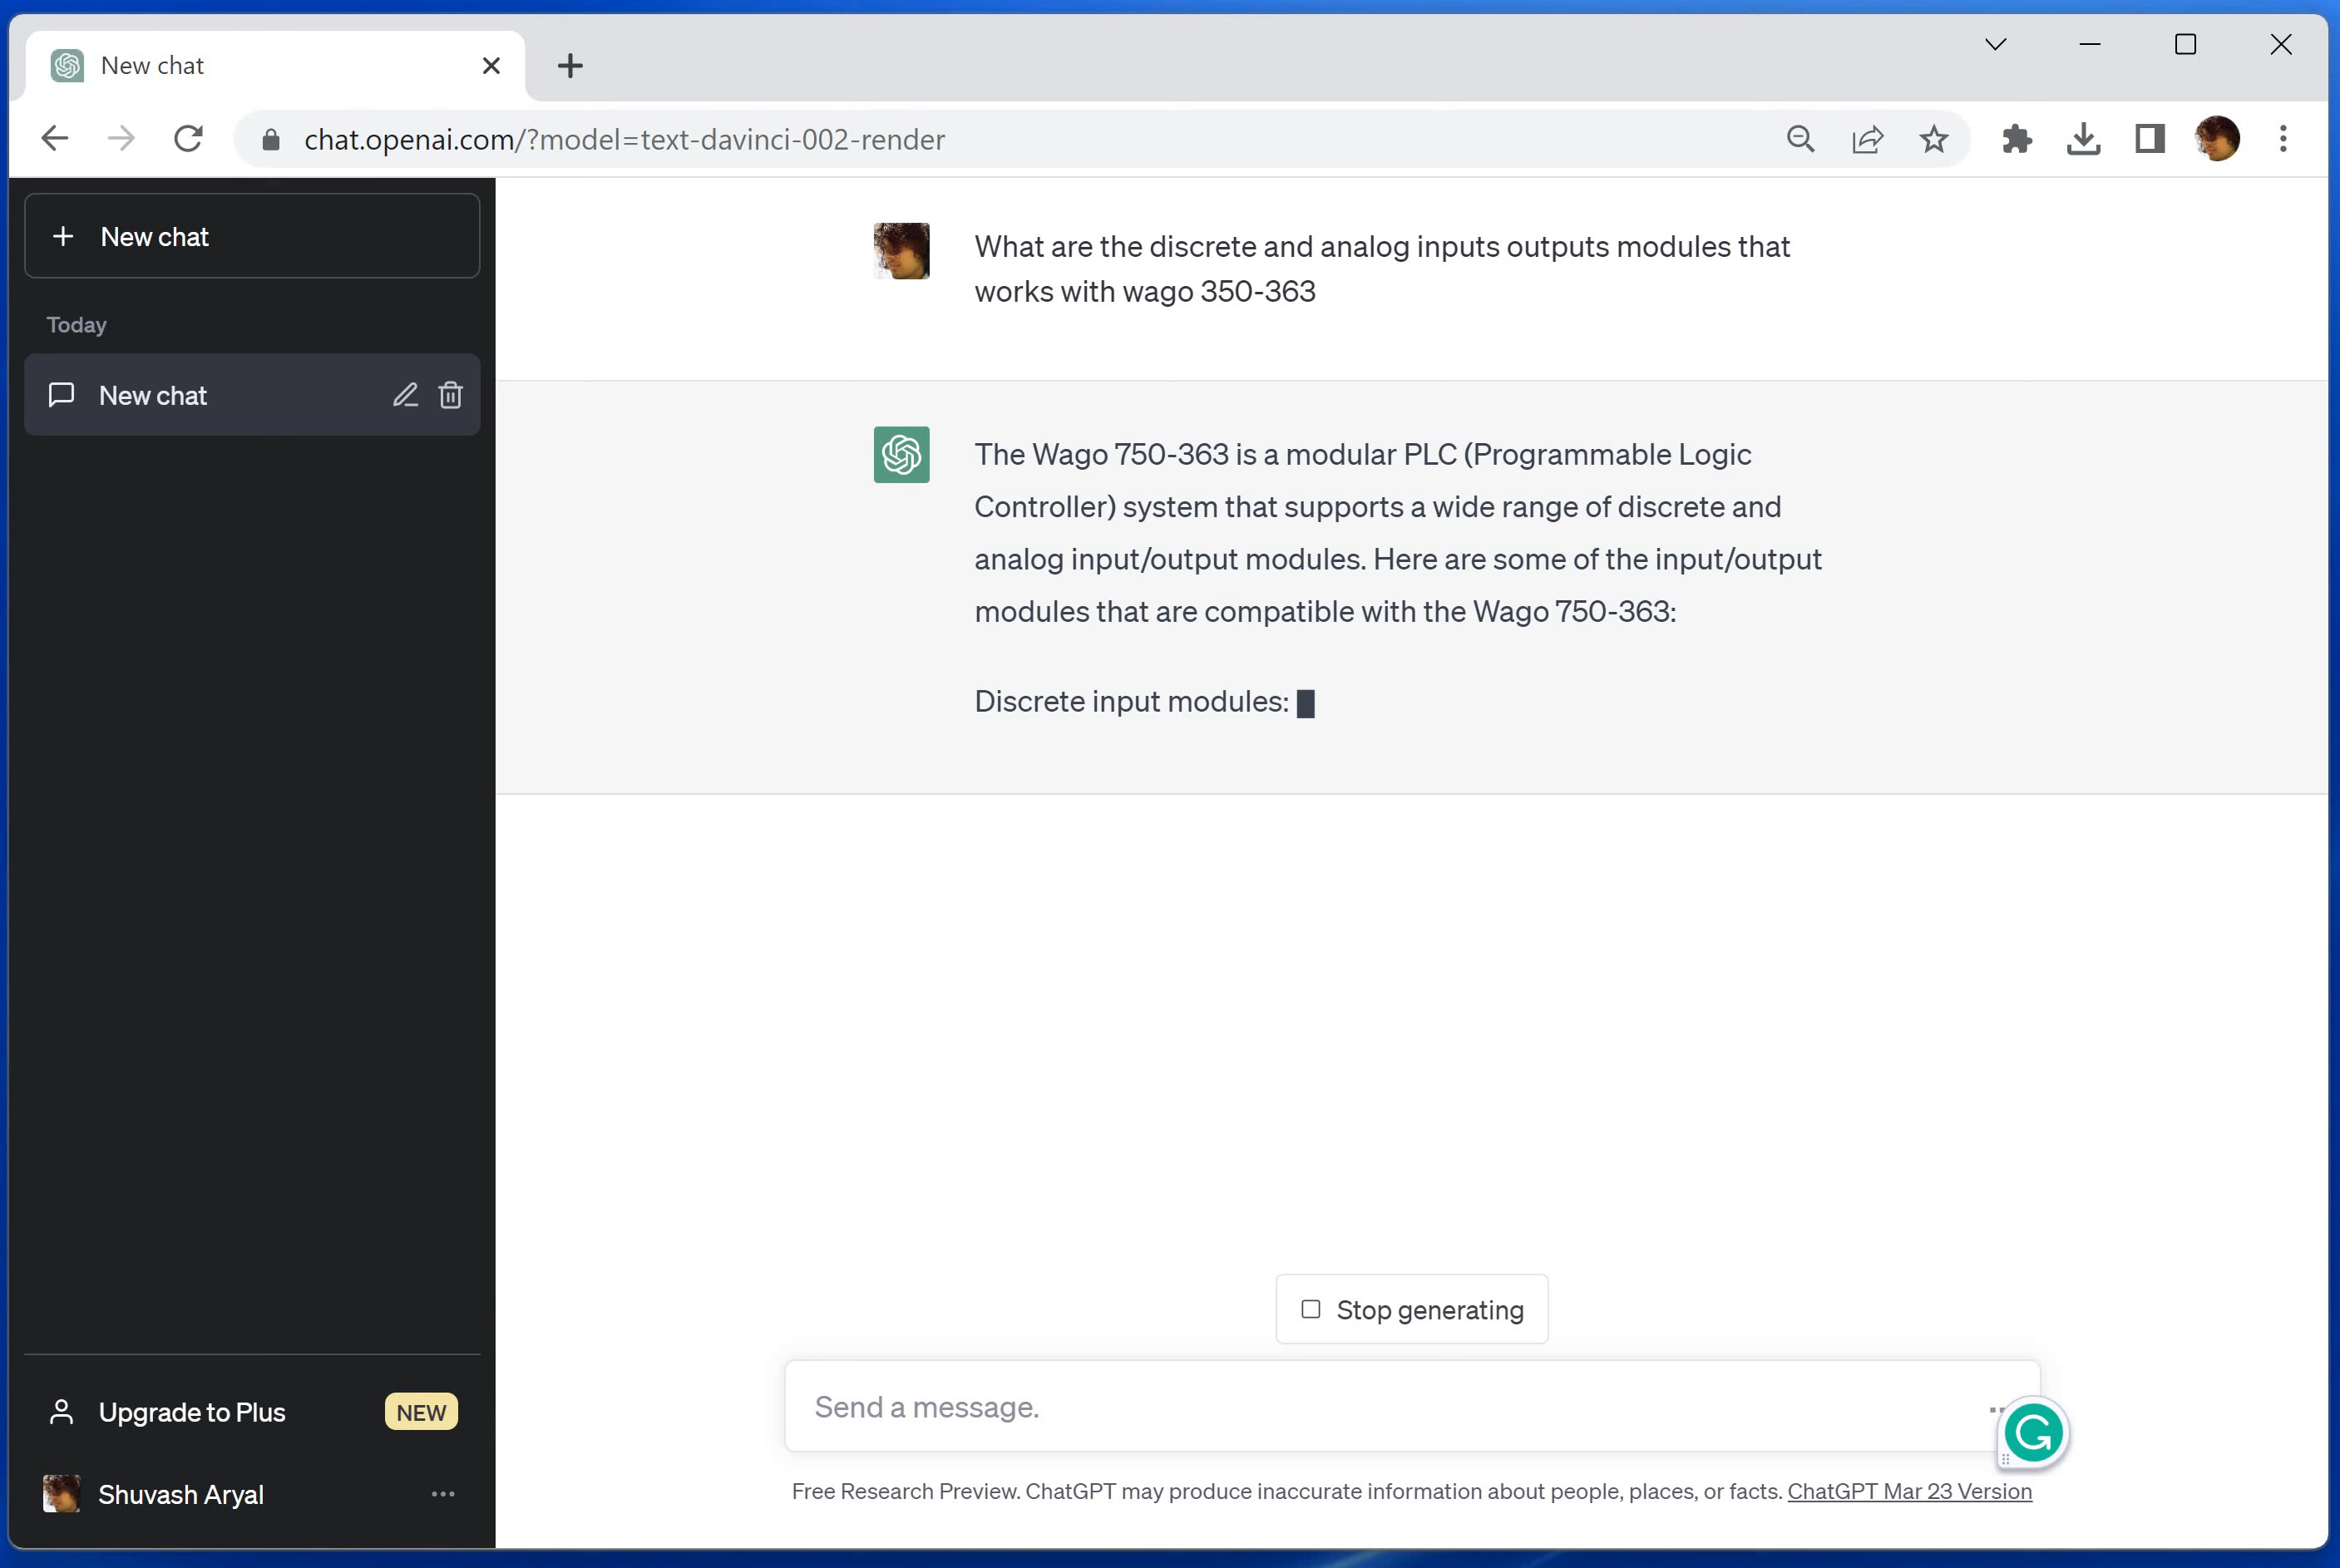 New chat
chat.openai.com/?model=text-davinci-002-render
New chat
Today
New chat
Upgrade to Plus NEW
Shuvash Aryal
What are the discrete and analog inputs outputs modules that
works with wago 350-363
The Wago 750-363 is a modular PLC (Programmable Logic
Controller) system that supports a wide range of discrete and
analog input/output modules. Here are some of the input/output
modules that are compatible with the Wago 750-363:
Discrete input modules:
Stop generating
Send a message.
Free Research Preview. ChatGPT may produce inaccurate information about people, places, or facts. ChatGPT Mar 23 Version